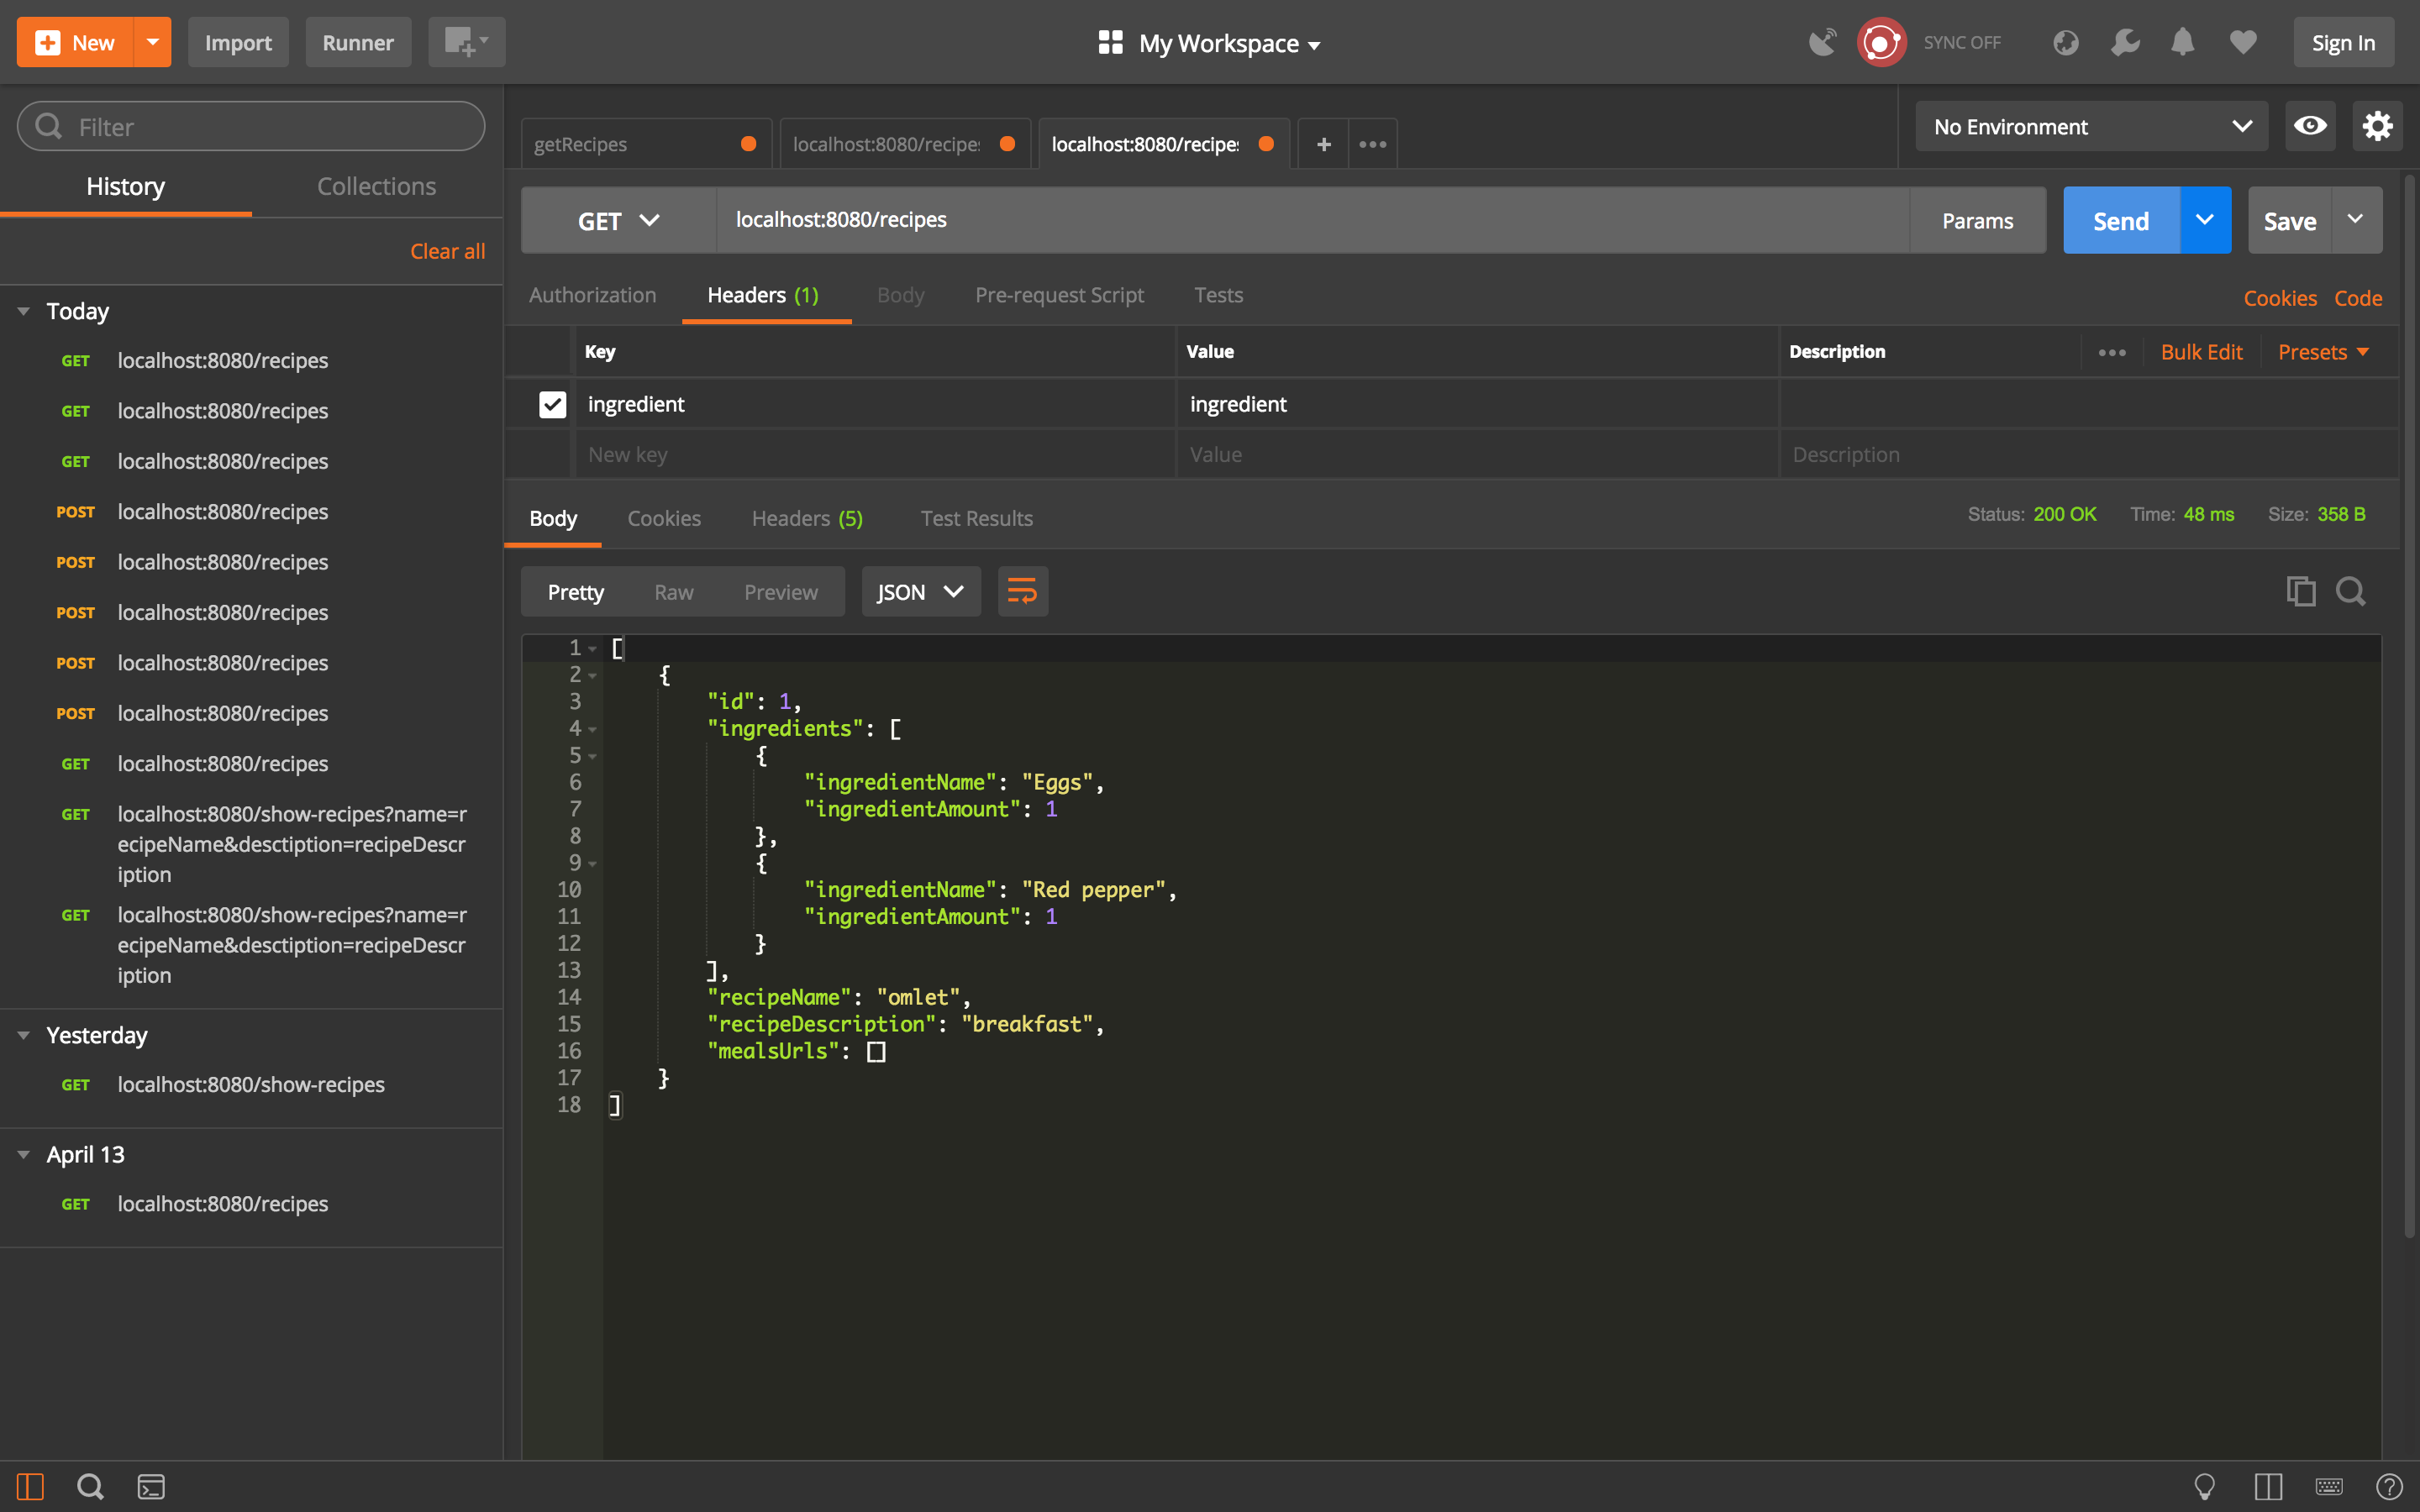 New
Import
Runner
My Workspace
SYNC OFF
Sign In
Filter
History
Collections
Clear all
Today
GET localhost:8080/recipes
GET localhost:8080/recipes
GET localhost:8080/recipes
POST localhost:8080/recipes
POST localhost:8080/recipes
POST localhost:8080/recipes
POST localhost:8080/recipes
POST localhost:8080/recipes
GET localhost:8080/recipes
GET localhost:8080/show-recipes?name=r
ecipeName&desctiption=recipeDescr
iption
GET localhost:8080/show-recipes?name=r
ecipeName&desctiption=recipeDescr
iption
Yesterday
GET localhost:8080/show-recipes
April 13
GET localhost:8080/recipes
getRecipes
localhost:8080/recipes
localhost:8080/recipes
No Environment
GET localhost:8080/recipes
Params
Send
Save
Authorization
Headers (1)
Body
Pre-request Script
Tests
Cookies
Code
Key Value Description
Bulk Edit
Presets
ingredient ingredient
New key Value Description
Body
Cookies
Headers (5)
Test Results
Status: 200 OK Time: 48 ms Size: 358 B
Pretty
Raw
Preview
JSON
1 [
2 {
3 "id": 1,
4 "ingredients": [
5 {
6 "ingredientName": "Eggs",
7 "ingredientAmount": 1
8 },
9 {
10 "ingredientName": "Red pepper",
11 "ingredientAmount": 1
12 }
13 ],
14 "recipeName": "omlet",
15 "recipeDescription": "breakfast",
16 "mealsUrls": []
17 }
18 ]